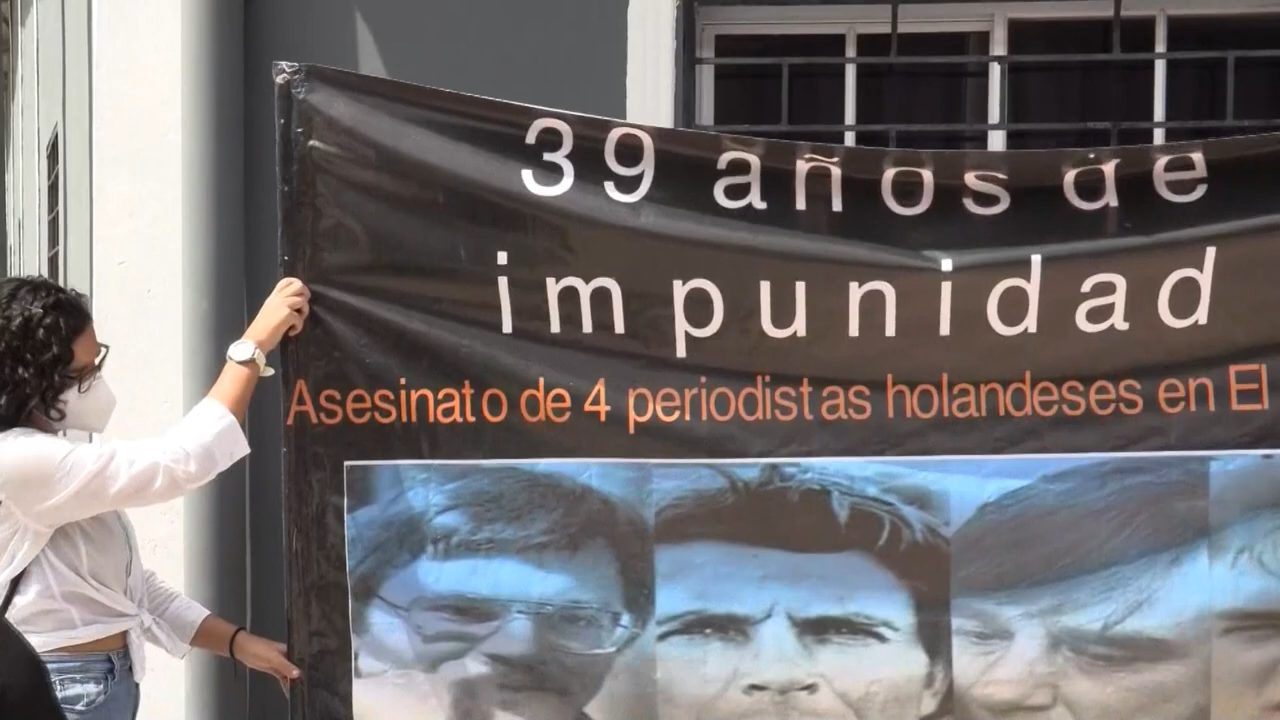 39 años de
impunidad
Asesinato de 4 periodistas holandeses en El